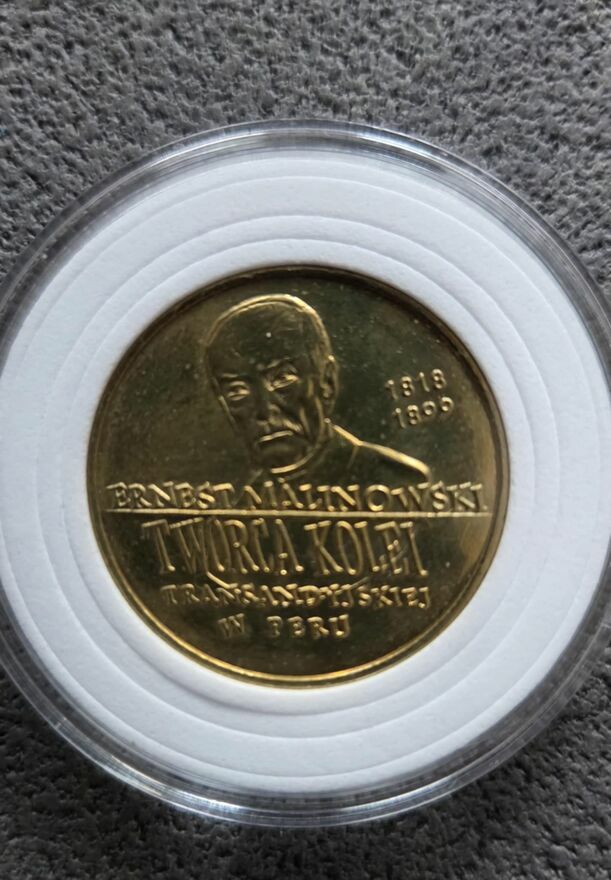 1818
1899
ERNEST MALINOWSKI
TWÓRCA KOLEI
TRANSANDYJSKIEJ
W PERU